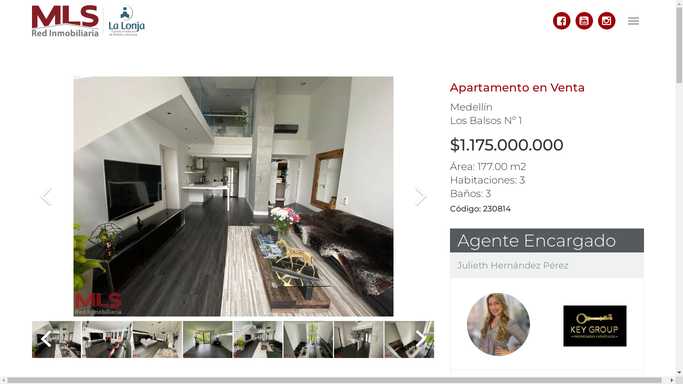 MLS
Red Inmobiliaria
La Lonja
Apartamento en Venta
Medellín
Los Balsos Nº 1
$1.175.000.000
Área: 177.00 m2
Habitaciones: 3
Baños: 3
Código: 230814
Agente Encargado
Julieth Hernández Pérez
MLS
Red Inmobiliaria
KEY GROUP